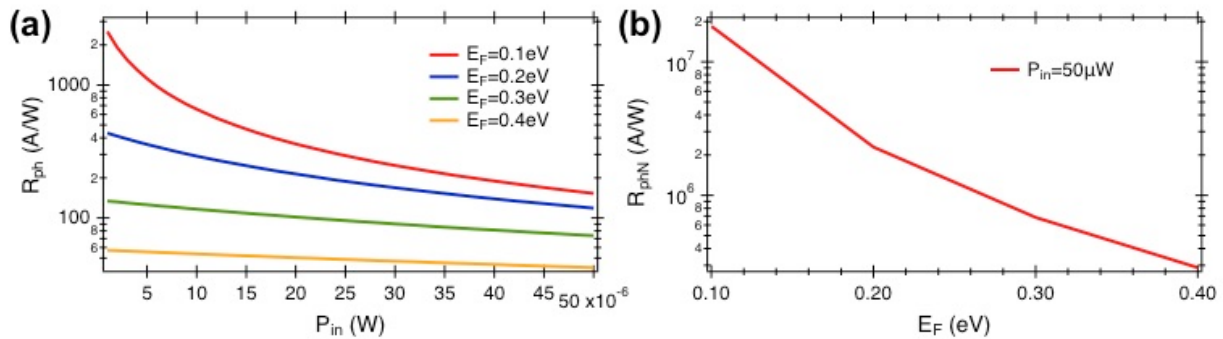 (a)
R_ph (A/W)
2
1000
8
6
4
2
100
8
6
E_F=0.1eV
E_F=0.2eV
E_F=0.3eV
E_F=0.4eV
5 10 15 20 25 30 35 40 45 50 x10^-6
P_in (W)
(b)
R_phN (A/W)
2
10^7
8
6
4
2
10^6
8
6
4
P_in=50µW
0.10 0.20 0.30 0.40
E_F (eV)